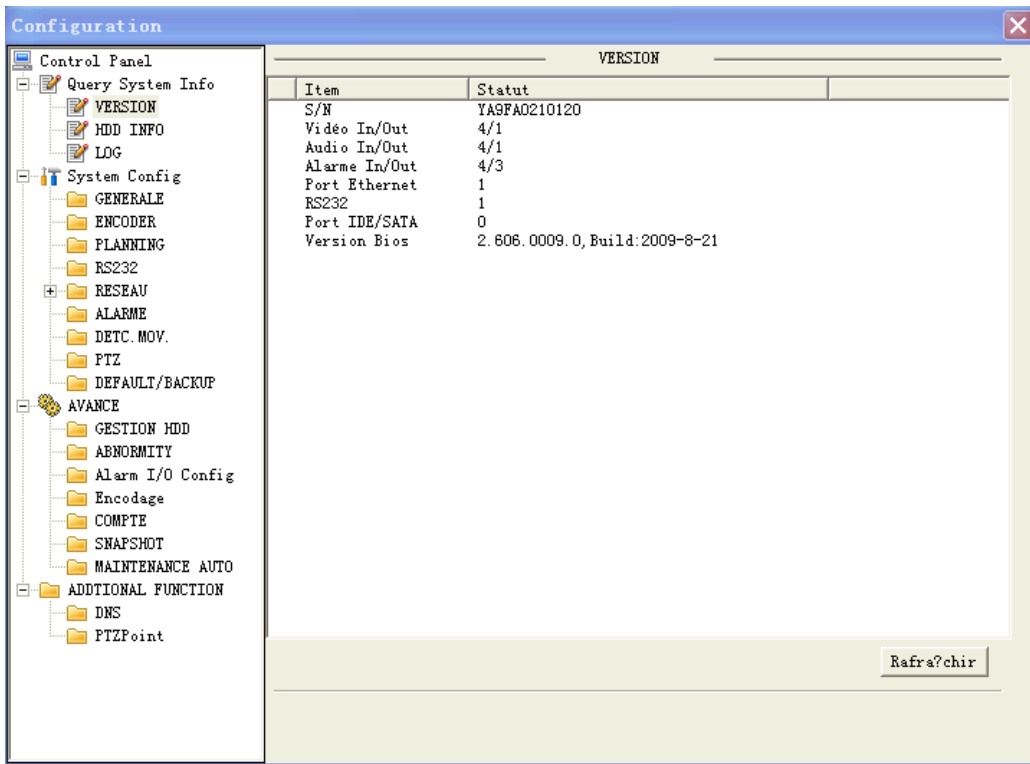 Configuration
Control Panel
Query System Info
VERSION
HDD INFO
LOG
System Config
GENERALE
ENCODER
PLANNING
RS232
RESEAU
ALARME
DETC.MOV.
PTZ
DEFAULT/BACKUP
AVANCE
GESTION HDD
ABNORMITY
Alarm I/O Config
Encodage
COMPTE
SNAPSHOT
MAINTENANCE AUTO
ADDTIONAL FUNCTION
DNS
PTZPoint
VERSION
Item Statut
S/N YA9FA0210120
Vidéo In/Out 4/1
Audio In/Out 4/1
Alarme In/Out 4/3
Port Ethernet 1
RS232 1
Port IDE/SATA 0
Version Bios 2.606.0009.0,Build:2009-8-21
Rafra?chir